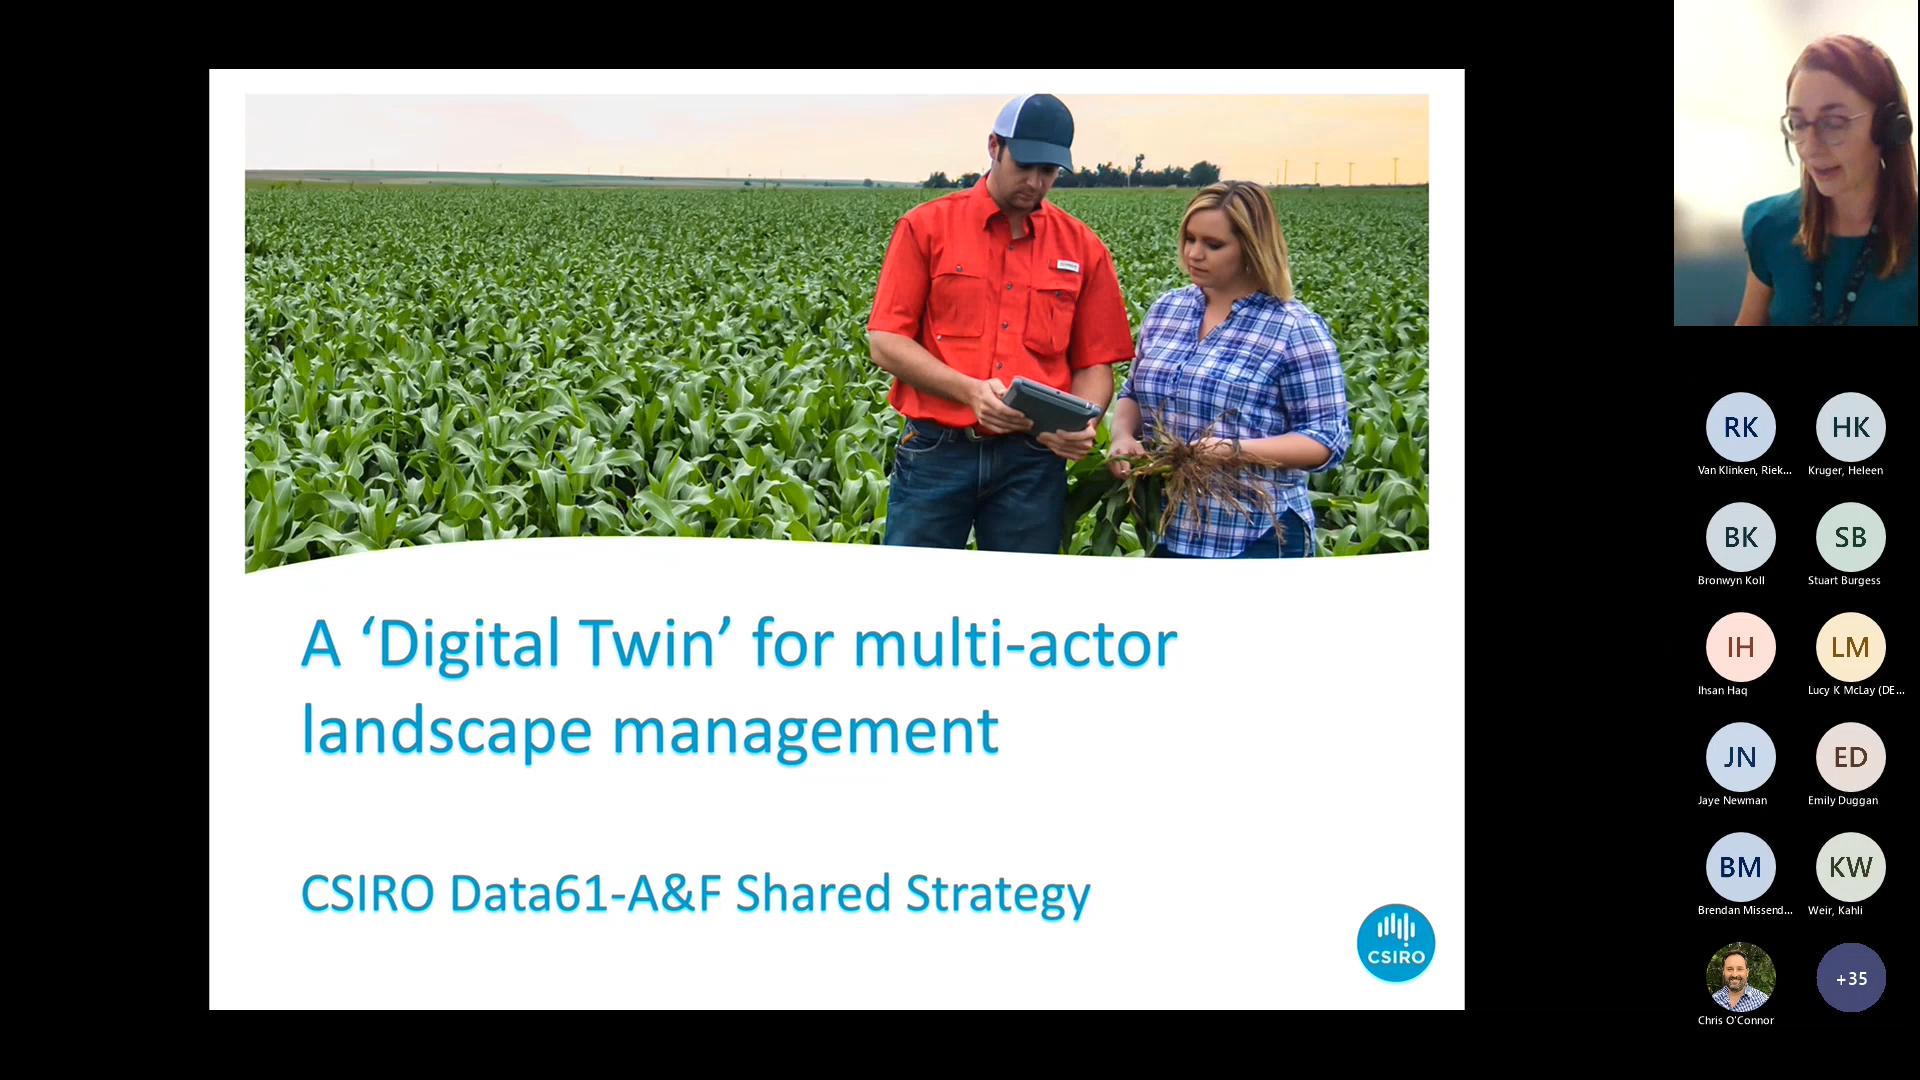 A ‘Digital Twin’ for multi-actor
landscape management
CSIRO Data61-A&F Shared Strategy
CSIRO
RK
HK
Van Klinken, Riek...
Kruger, Heleen
BK
SB
Bronwyn Koll
Stuart Burgess
IH
LM
Ihsan Haq
Lucy K McLay (DE...
JN
ED
Jaye Newman
Emily Duggan
BM
KW
Brendan Missend...
Weir, Kahli
+35
Chris O'Connor